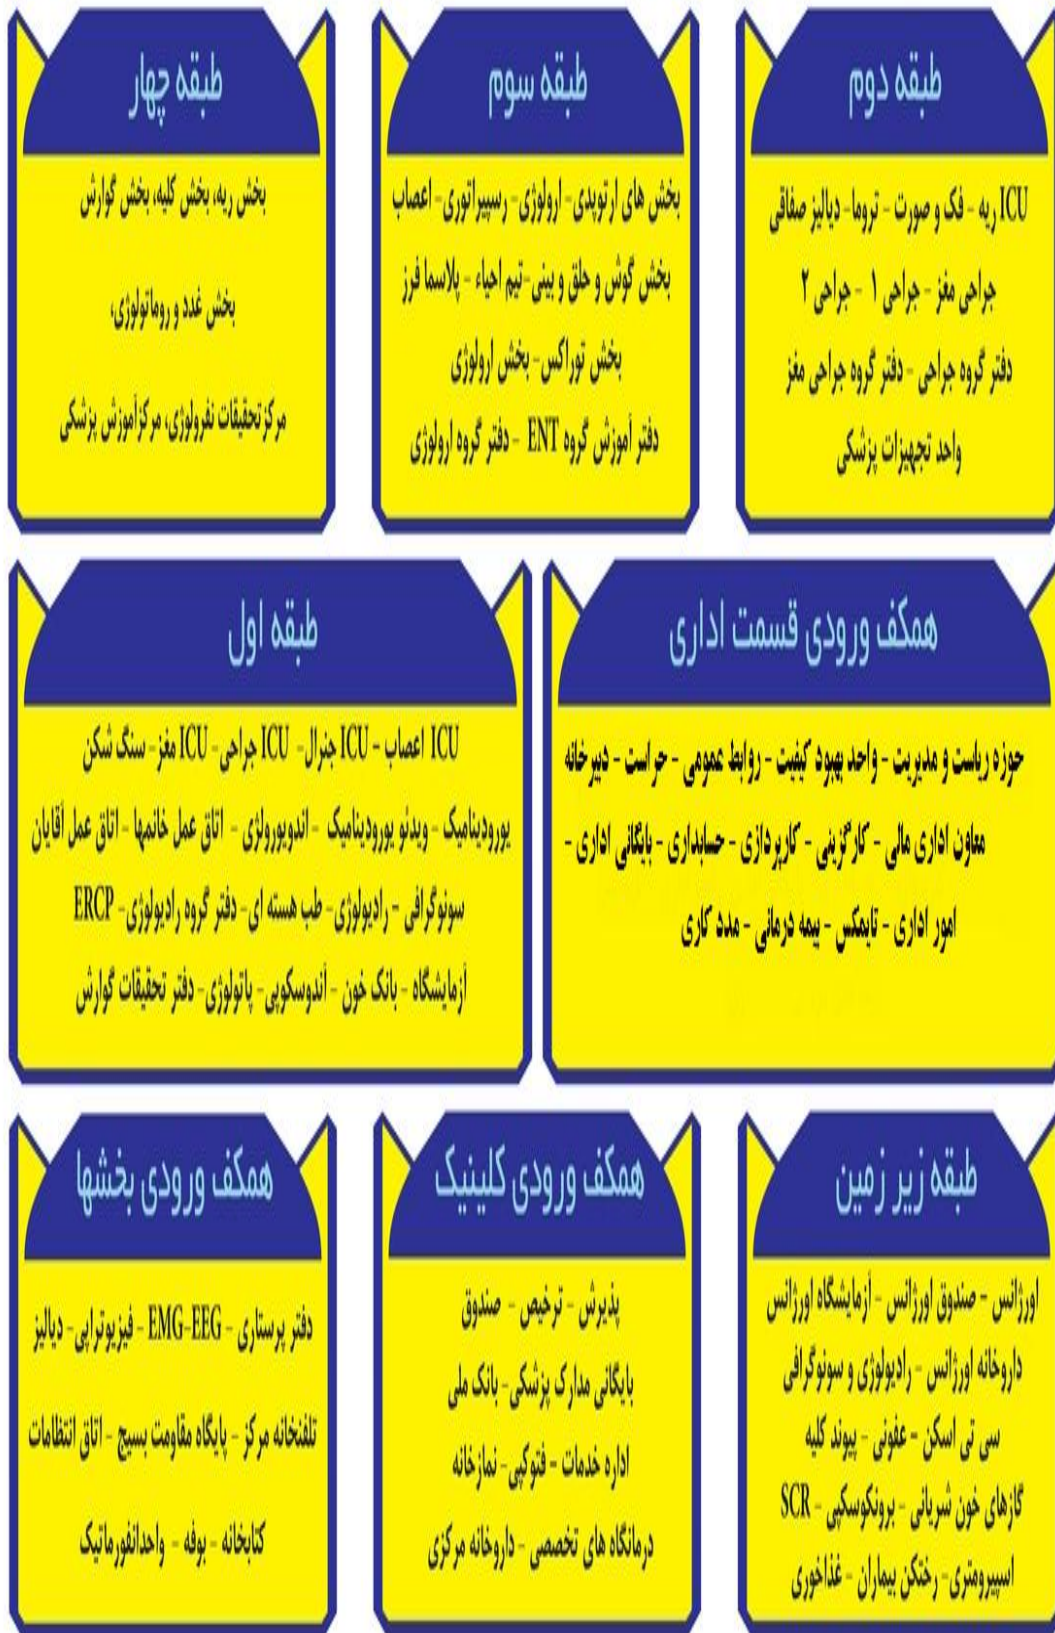 طبقه دوم
ICU ریه - فک و صورت - تروما- دیالیز صفاقی
جراحی مغز - جراحی ۱ - جراحی ۲
دفتر گروه جراحی - دفتر گروه جراحی مغز
واحد تجهیزات پزشکی
طبقه سوم
بخش های ارتوپدی - ارولوژی - رسپیراتوری - اعصاب
بخش گوش و حلق و بینی -تیم احیاء - پلاسما فرز
بخش توراکس - بخش ارولوژی
دفتر آموزش گروه ENT - دفتر گروه ارولوژی
طبقه چهار
بخش ریه، بخش کلیه، بخش گوارش
بخش غدد و روماتولوژی،
مرکز تحقیقات نفرولوژی، مرکز آموزش پزشکی
همکف ورودی قسمت اداری
حوزه ریاست و مدیریت - واحد بهبود کیفیت - روابط عمومی - حراست - دبیرخانه
معاون اداری مالی - کارگزینی - کارپردازی - حسابداری - بایگانی اداری -
امور اداری - تایمکس - بیمه درمانی - مدد کاری
طبقه اول
ICU اعصاب - ICU جنرال- ICU جراحی- ICU مغز- سنگ شکن
یورودینامیک - ویدئو یورودینامیک - اندویورولژی - اتاق عمل خانمها - اتاق عمل آقایان
سونوگرافی - رادیولوژی - طب هسته ای- دفتر گروه رادیولوژی- ERCP
آزمایشگاه - بانک خون - آندوسکوپی- پاتولوژی- دفتر تحقیقات گوارش
طبقه زیر زمین
اورژانس - صندوق اورژانس - آزمایشگاه اورژانس
داروخانه اورژانس - رادیولوژی و سونوگرافی
سی تی اسکن - عفونی - پیوند کلیه
گازهای خون شریانی - برونکوسکپی - SCR
اسپیرومتری- رختکن بیماران - غذاخوری
همکف ورودی کلینیک
پذیرش - ترخیص - صندوق
بایگانی مدارک پزشکی- بانک ملی
اداره خدمات - فتوکپی- نمازخانه
درمانگاه های تخصصی - داروخانه مرکزی
همکف ورودی بخشها
دفتر پرستاری - EMG-EEG - فیزیوتراپی- دیالیز
تلفنخانه مرکز - پایگاه مقاومت بسیج - اتاق انتظامات
کتابخانه - بوفه - واحدانفورماتیک